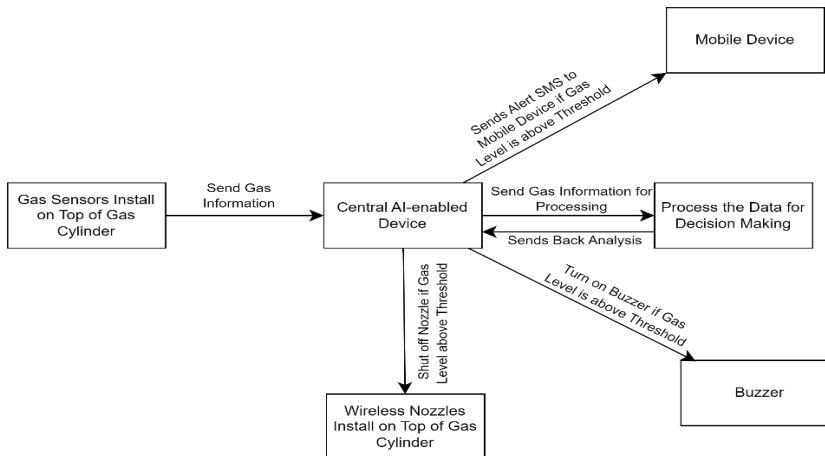 Mobile Device
Sends Alert SMS to
Mobile Device if Gas
Level is above Threshold
Gas Sensors Install
on Top of Gas
Cylinder
Send Gas
Information
Central AI-enabled
Device
Send Gas Information for
Processing
Sends Back Analysis
Process the Data for
Decision Making
Shut off Nozzle if Gas
Level above Threshold
Turn on Buzzer if Gas
Level is above Threshold
Wireless Nozzles
Install on Top of Gas
Cylinder
Buzzer